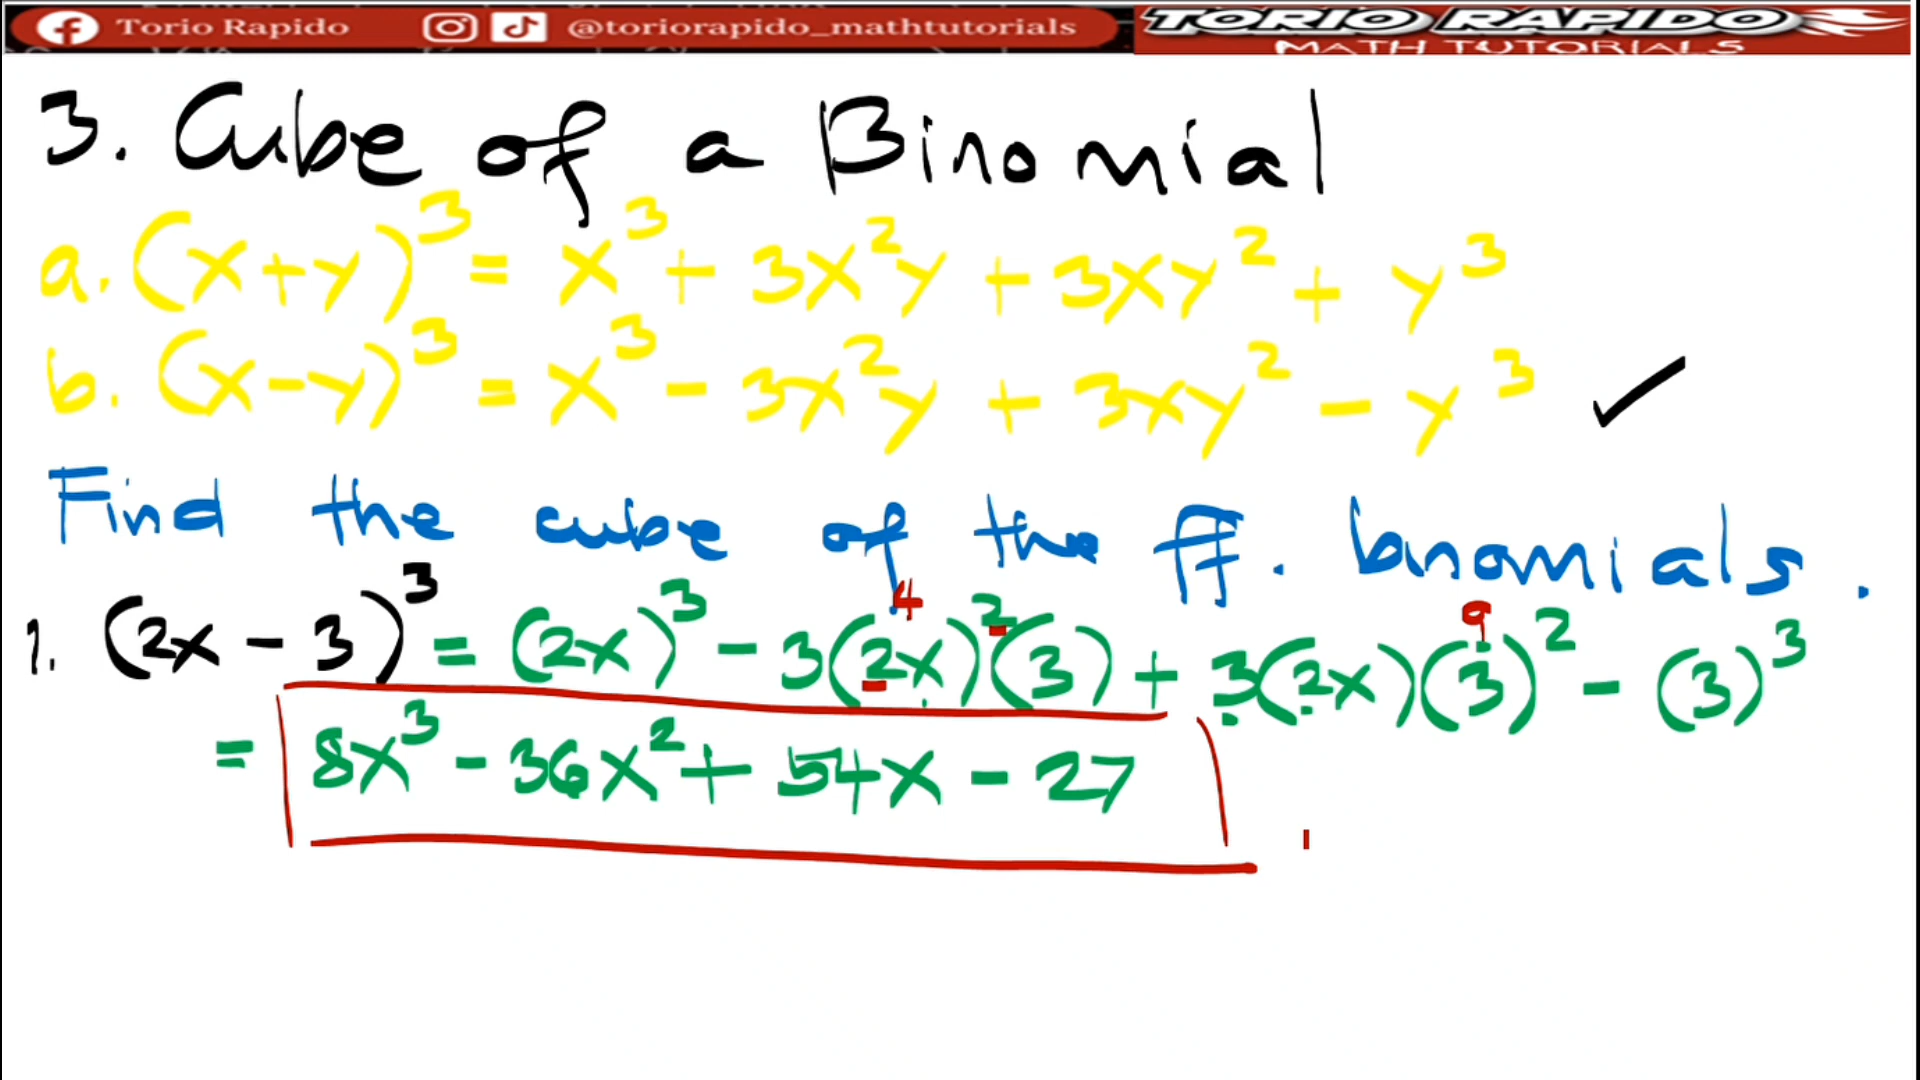 Torio Rapido @toriorapido_mathtutorials TORIO RAPIDO
MATH TUTORIALS
3. Cube of a Binomial
a. (x+y)³ = x³ + 3x²y + 3xy² + y³
b. (x-y)³ = x³ - 3x²y + 3xy² - y³ ✓
Find the cube of the ff. binomials.
4 9
1. (2x - 3)³ = (2x)³ - 3(2x)²(3) + 3(2x)(3)² - (3)³
= 8x³ - 36x² + 54x - 27